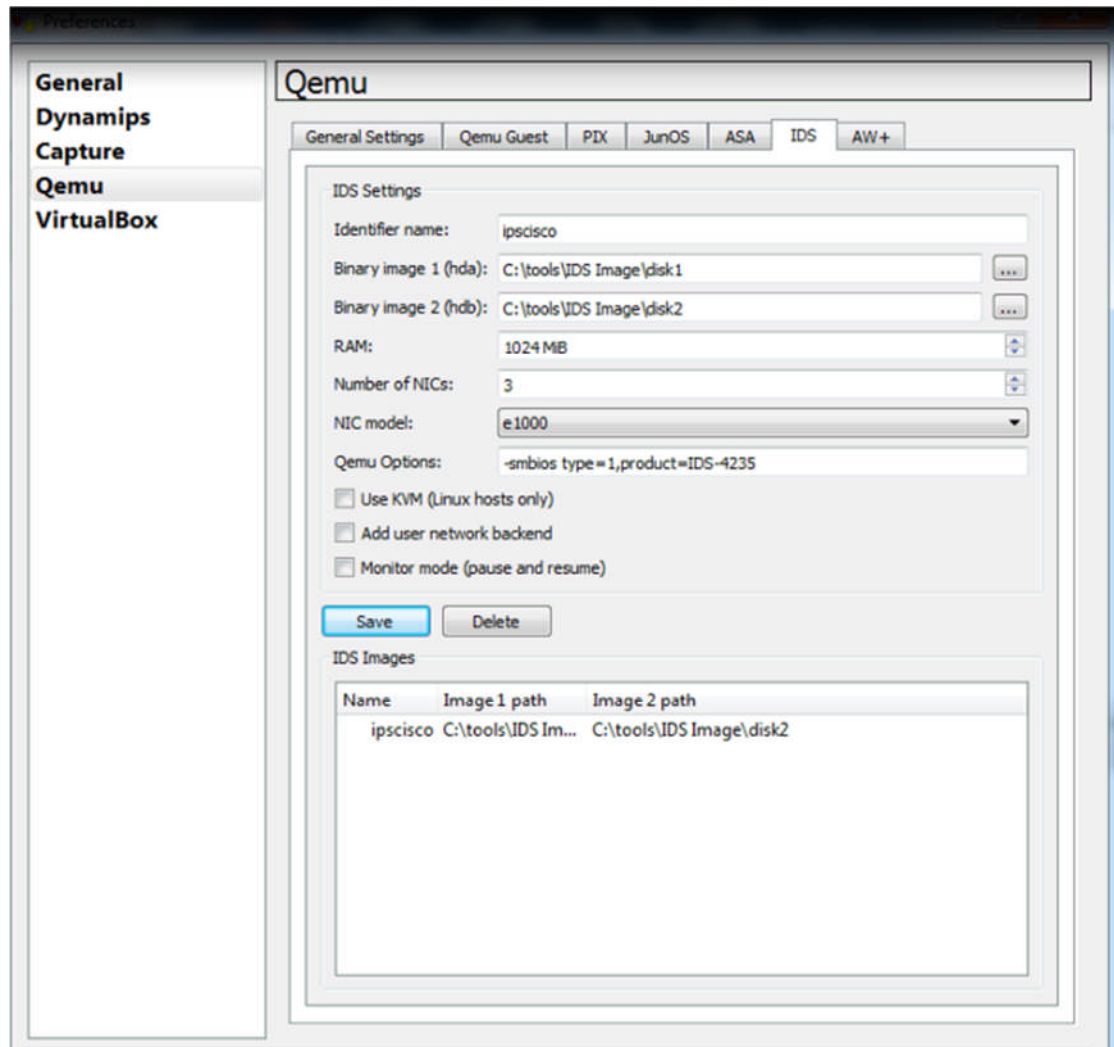 Preferences
General
Dynamips
Capture
Qemu
VirtualBox
Qemu
General Settings Qemu Guest PIX JunOS ASA IDS AW+
IDS Settings
Identifier name: ipscisco
Binary image 1 (hda): C:\tools\IDS Image\disk1 ...
Binary image 2 (hdb): C:\tools\IDS Image\disk2 ...
RAM: 1024 MiB
Number of NICs: 3
NIC model: e1000
Qemu Options: -smbios type=1,product=IDS-4235
Use KVM (Linux hosts only)
Add user network backend
Monitor mode (pause and resume)
Save Delete
IDS Images
Name Image 1 path Image 2 path
ipscisco C:\tools\IDS Im... C:\tools\IDS Image\disk2